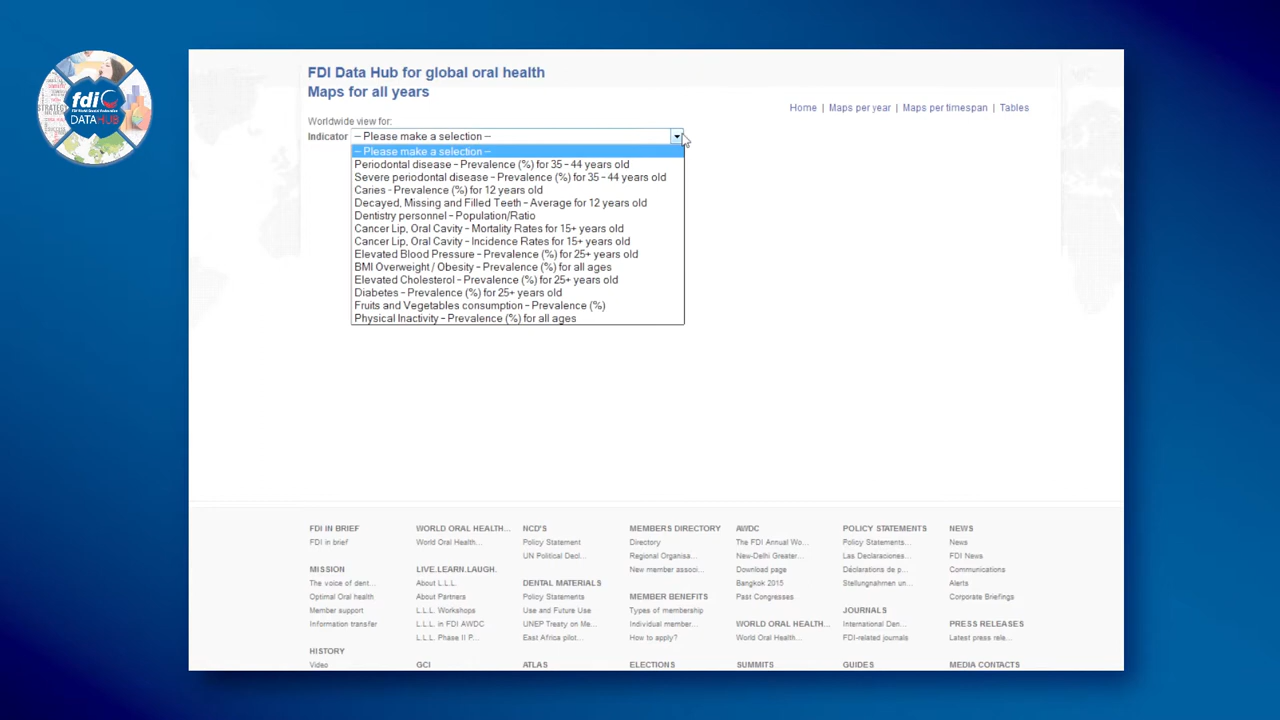 fdi
FDI World Dental Federation
DATAHUB
FDI Data Hub for global oral health
Maps for all years
Home | Maps per year | Maps per timespan | Tables
Worldwide view for:
Indicator -- Please make a selection --
-- Please make a selection --
Periodontal disease - Prevalence (%) for 35 - 44 years old
Severe periodontal disease - Prevalence (%) for 35 - 44 years old
Caries - Prevalence (%) for 12 years old
Decayed, Missing and Filled Teeth - Average for 12 years old
Dentistry personnel - Population/Ratio
Cancer Lip, Oral Cavity - Mortality Rates for 15+ years old
Cancer Lip, Oral Cavity - Incidence Rates for 15+ years old
Elevated Blood Pressure - Prevalence (%) for 25+ years old
BMI Overweight / Obesity - Prevalence (%) for all ages
Elevated Cholesterol - Prevalence (%) for 25+ years old
Diabetes - Prevalence (%) for 25+ years old
Fruits and Vegetables consumption - Prevalence (%)
Physical Inactivity - Prevalence (%) for all ages
FDI IN BRIEF
FDI in brief
MISSION
The voice of dent...
Optimal Oral health
Member support
Information transfer
HISTORY
Video
WORLD ORAL HEALTH...
World Oral Health...
LIVE.LEARN.LAUGH.
About L.L.L.
About Partners
L.L.L. Workshops
L.L.L. in FDI AWDC
L.L.L. Phase II P...
GCI
NCD'S
Policy Statement
UN Political Decl...
DENTAL MATERIALS
Policy Statements
Use and Future Use
UNEP Treaty on Me...
East Africa pilot...
ATLAS
MEMBERS DIRECTORY
Directory
Regional Organisa...
New member associ...
MEMBER BENEFITS
Types of membership
Individual member...
How to apply?
ELECTIONS
AWDC
The FDI Annual Wo...
New-Delhi Greater...
Download page
Bangkok 2015
Past Congresses
WORLD ORAL HEALTH...
World Oral Health...
SUMMITS
POLICY STATEMENTS
Policy Statements...
Las Declaraciones...
Déclarations de p...
Stellungnahmen un...
JOURNALS
International Den...
FDI-related journals
GUIDES
NEWS
News
FDI News
Communications
Alerts
Corporate Briefings
PRESS RELEASES
Latest press rele...
MEDIA CONTACTS